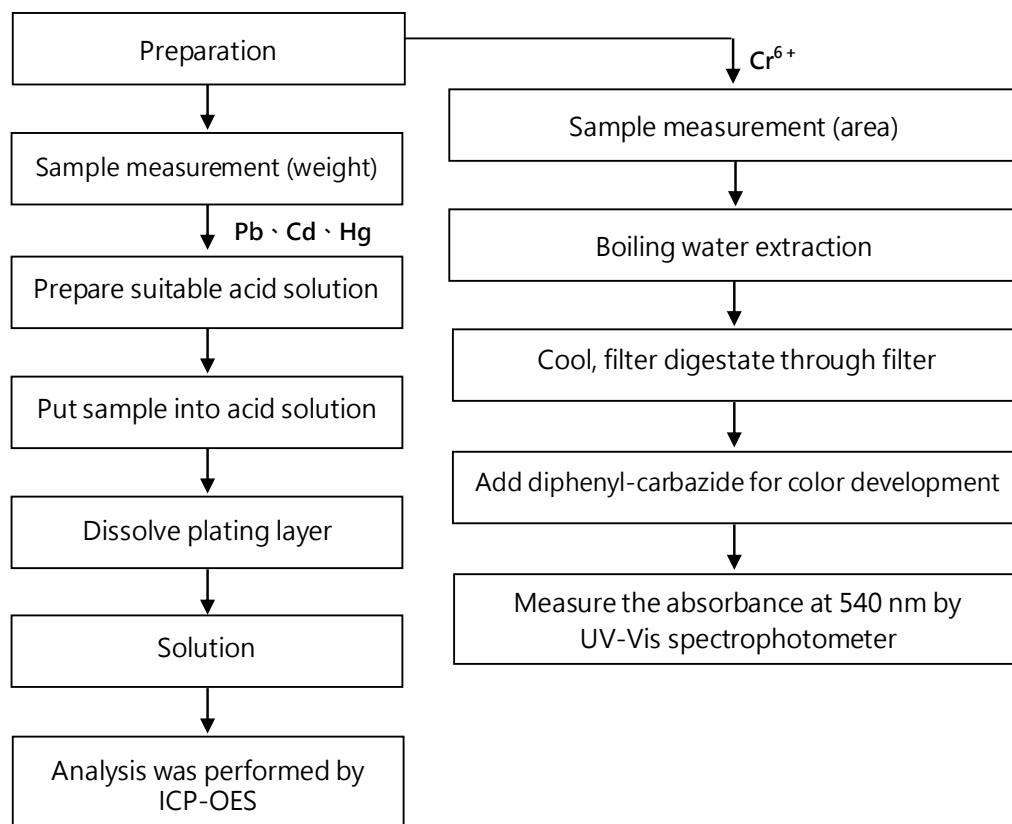 Preparation
Sample measurement (weight)
Pb、Cd、Hg
Prepare suitable acid solution
Put sample into acid solution
Dissolve plating layer
Solution
Analysis was performed by
ICP-OES
Cr⁶⁺
Sample measurement (area)
Boiling water extraction
Cool, filter digestate through filter
Add diphenyl-carbazide for color development
Measure the absorbance at 540 nm by
UV-Vis spectrophotometer